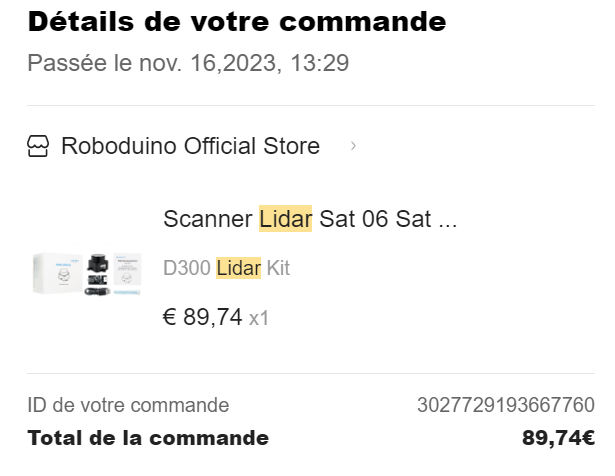 Détails de votre commande
Passée le nov. 16,2023, 13:29
Roboduino Official Store
Scanner Lidar Sat 06 Sat ...
D300 Lidar Kit
€ 89,74 x1
ID de votre commande 3027729193667760
Total de la commande 89,74€